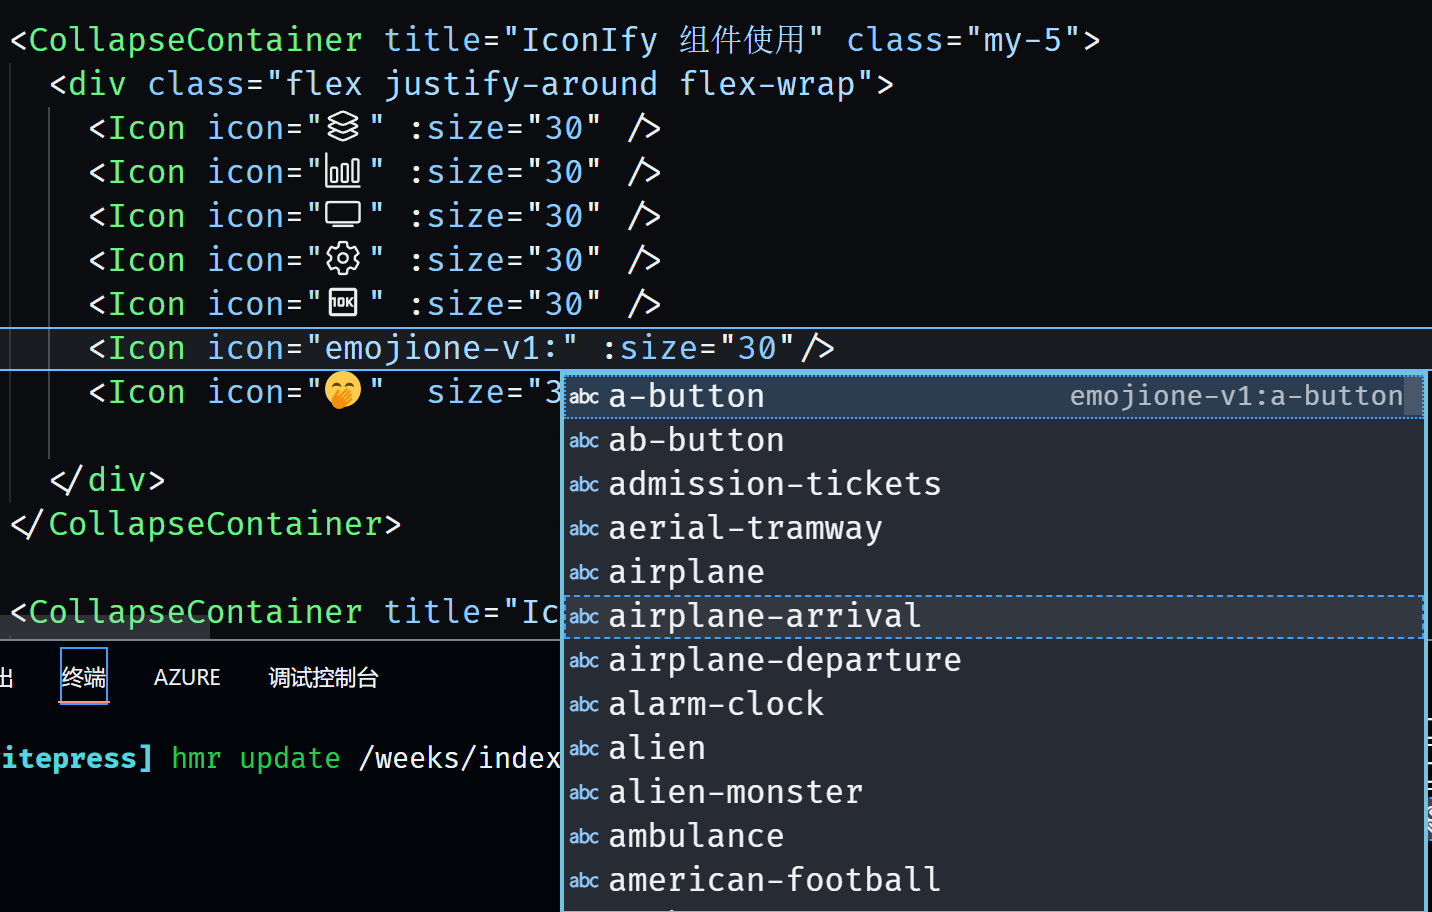 <CollapseContainer title="IconIfy 组件使用" class="my-5">
<div class="flex justify-around flex-wrap">
<Icon icon="" :size="30" />
<Icon icon="" :size="30" />
<Icon icon="" :size="30" />
<Icon icon="" :size="30" />
<Icon icon="10K" :size="30" />
<Icon icon="emojione-v1:" :size="30"/>
<Icon icon="🤭" size="3
abc a-button emojione-v1:a-button
abc ab-button
abc admission-tickets
abc aerial-tramway
abc airplane
abc airplane-arrival
abc airplane-departure
abc alarm-clock
abc alien
abc alien-monster
abc ambulance
abc american-football
</div>
</CollapseContainer>
<CollapseContainer title="Ic
出 终端 AZURE 调试控制台
itepress] hmr update /weeks/index